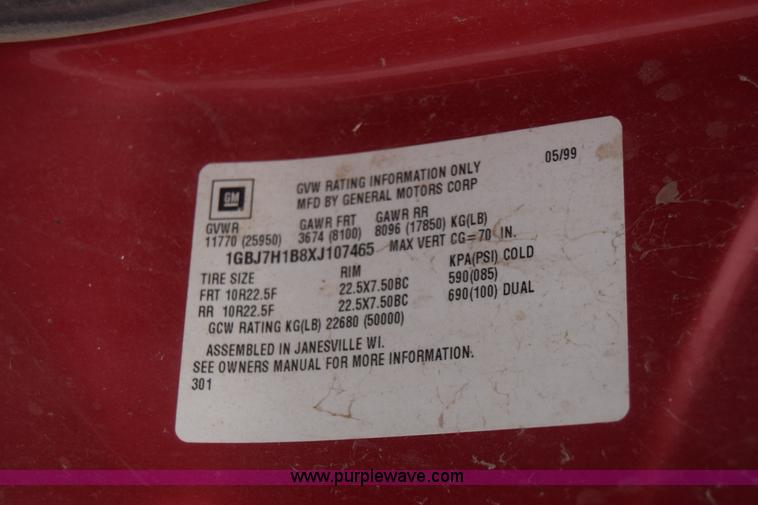 05/99
GM
GVW RATING INFORMATION ONLY
MFD BY GENERAL MOTORS CORP
GVWR GAWR FRT GAWR RR
11770 (25950) 3674 (8100) 8096 (17850) KG(LB)
1GBJ7H1B8XJ107465 MAX VERT CG=70 IN.
TIRE SIZE RIM KPA(PSI) COLD
FRT 10R22.5F 22.5X7.50BC 590(085)
RR 10R22.5F 22.5X7.50BC 690(100) DUAL
GCW RATING KG(LB) 22680 (50000)
ASSEMBLED IN JANESVILLE WI.
SEE OWNERS MANUAL FOR MORE INFORMATION.
301
www.purplewave.com